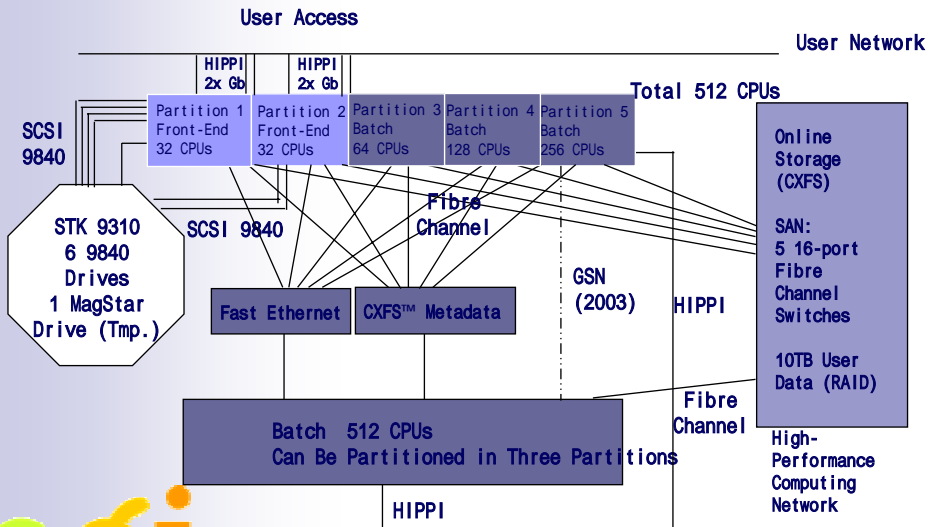 User Access
User Network
HIPPI
2x Gb
HIPPI
2x Gb
Total 512 CPUs
Partition 1
Front-End
32 CPUs
Partition 2
Front-End
32 CPUs
Partition 3
Batch
64 CPUs
Partition 4
Batch
128 CPUs
Partition 5
Batch
256 CPUs
SCSI
9840
Online
Storage
(CXFS)
SAN:
5 16-port
Fibre
Channel
Switches
10TB User
Data (RAID)
STK 9310
6 9840
Drives
1 MagStar
Drive (Tmp.)
SCSI 9840
Fibre
Channel
GSN
(2003)
HIPPI
Fast Ethernet
CXFS™ Metadata
Fibre
Channel
Batch 512 CPUs
Can Be Partitioned in Three Partitions
High-
Performance
Computing
Network
HIPPI